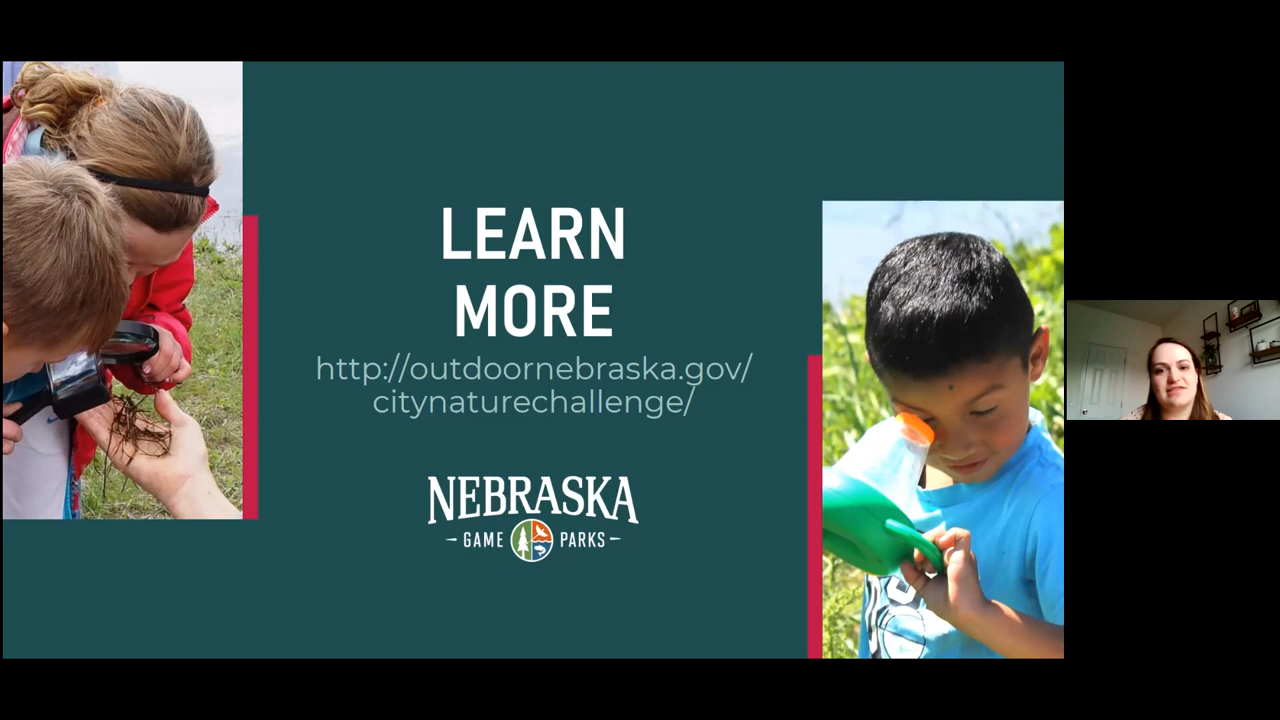 LEARN
MORE
http://outdoornebraska.gov/
citynaturechallenge/
NEBRASKA
GAME PARKS